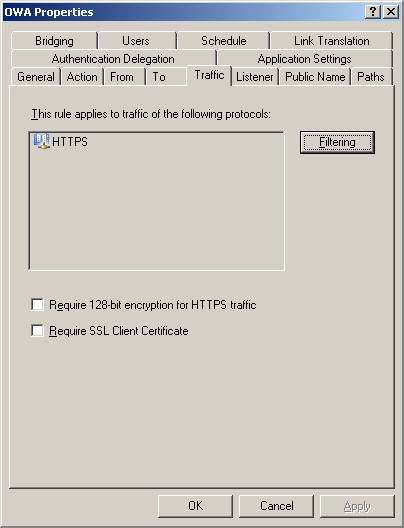 OWA Properties
Bridging Users Schedule Link Translation
Authentication Delegation Application Settings
General Action From To Traffic Listener Public Name Paths
This rule applies to traffic of the following protocols:
HTTPS
Filtering
Require 128-bit encryption for HTTPS traffic
Require SSL Client Certificate
OK Cancel Apply